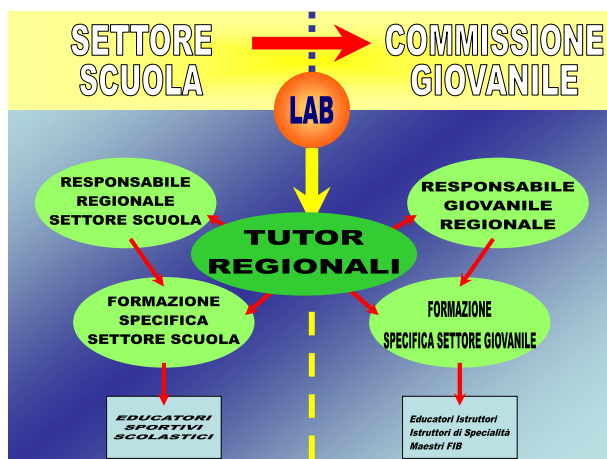 SETTORE
SCUOLA
COMMISSIONE
GIOVANILE
LAB
RESPONSABILE
REGIONALE
SETTORE SCUOLA
RESPONSABILE
GIOVANILE
REGIONALE
TUTOR
REGIONALI
FORMAZIONE
SPECIFICA
SETTORE SCUOLA
FORMAZIONE
SPECIFICA SETTORE GIOVANILE
EDUCATORI
SPORTIVI
SCOLASTICI
Educatori Istruttori
Istruttori di Specialità
Maestri FIB